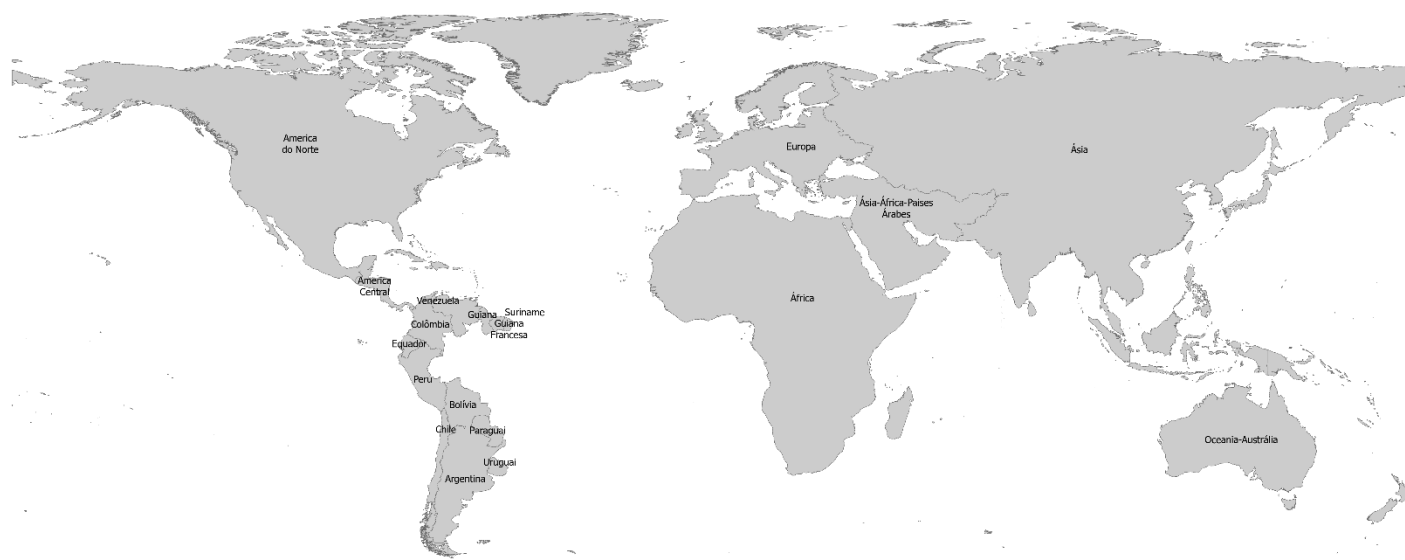 America
do Norte
Europa
Ásia
Ásia-África-Paises
Árabes
America
Central
Venezuela
África
Guiana
Suriname
Colômbia
Guiana
Francesa
Equador
Peru
Bolívia
Chile
Paraguai
Oceania-Austrália
Uruguai
Argentina